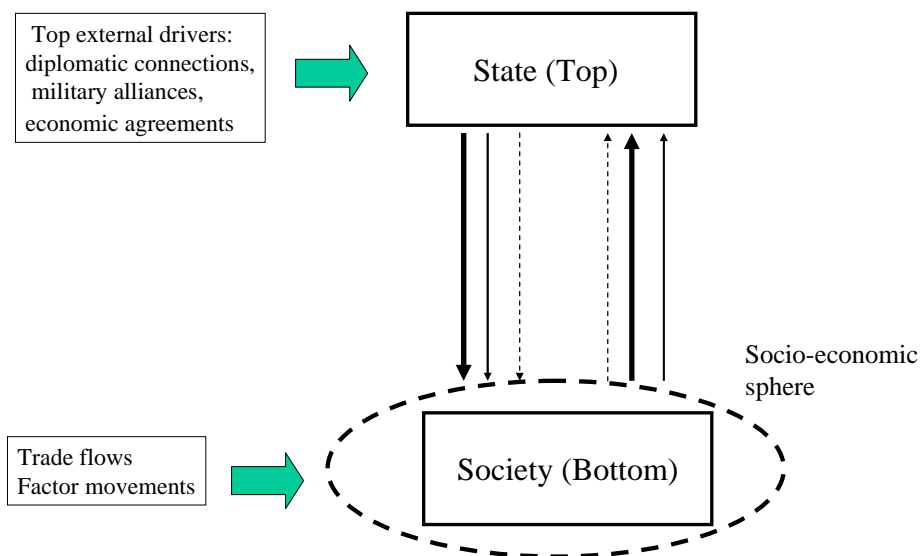 Top external drivers:
diplomatic connections,
military alliances,
economic agreements
State (Top)
Socio-economic
sphere
Trade flows
Factor movements
Society (Bottom)